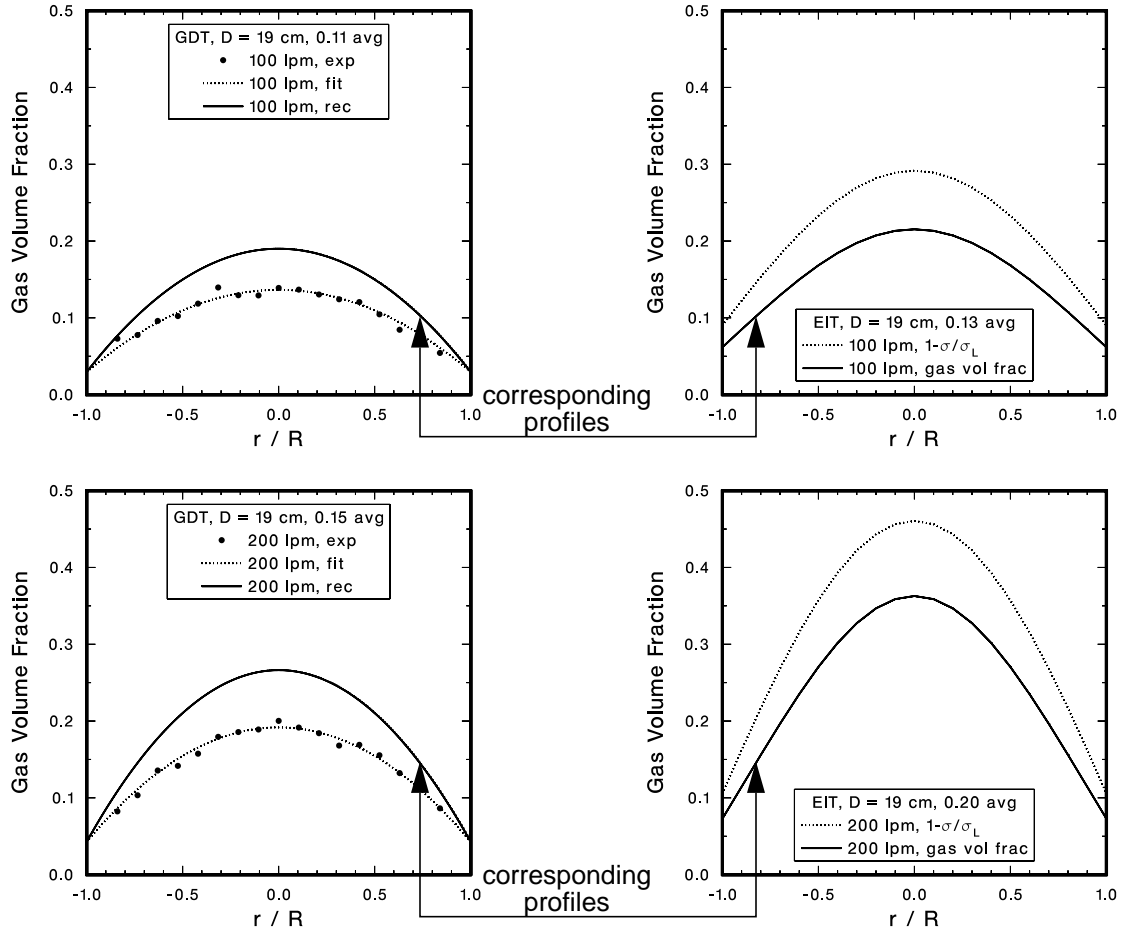 Gas Volume Fraction
0.5
0.4
0.3
0.2
0.1
0.0
GDT, D = 19 cm, 0.11 avg
100 lpm, exp
100 lpm, fit
100 lpm, rec
-1.0 -0.5 0.0 0.5 1.0
r / R
Gas Volume Fraction
0.5
0.4
0.3
0.2
0.1
0.0
EIT, D = 19 cm, 0.13 avg
100 lpm, 1-σ/σL
100 lpm, gas vol frac
-1.0 -0.5 0.0 0.5 1.0
r / R
corresponding
profiles
Gas Volume Fraction
0.5
0.4
0.3
0.2
0.1
0.0
GDT, D = 19 cm, 0.15 avg
200 lpm, exp
200 lpm, fit
200 lpm, rec
-1.0 -0.5 0.0 0.5 1.0
r / R
Gas Volume Fraction
0.5
0.4
0.3
0.2
0.1
0.0
EIT, D = 19 cm, 0.20 avg
200 lpm, 1-σ/σL
200 lpm, gas vol frac
-1.0 -0.5 0.0 0.5 1.0
r / R
corresponding
profiles